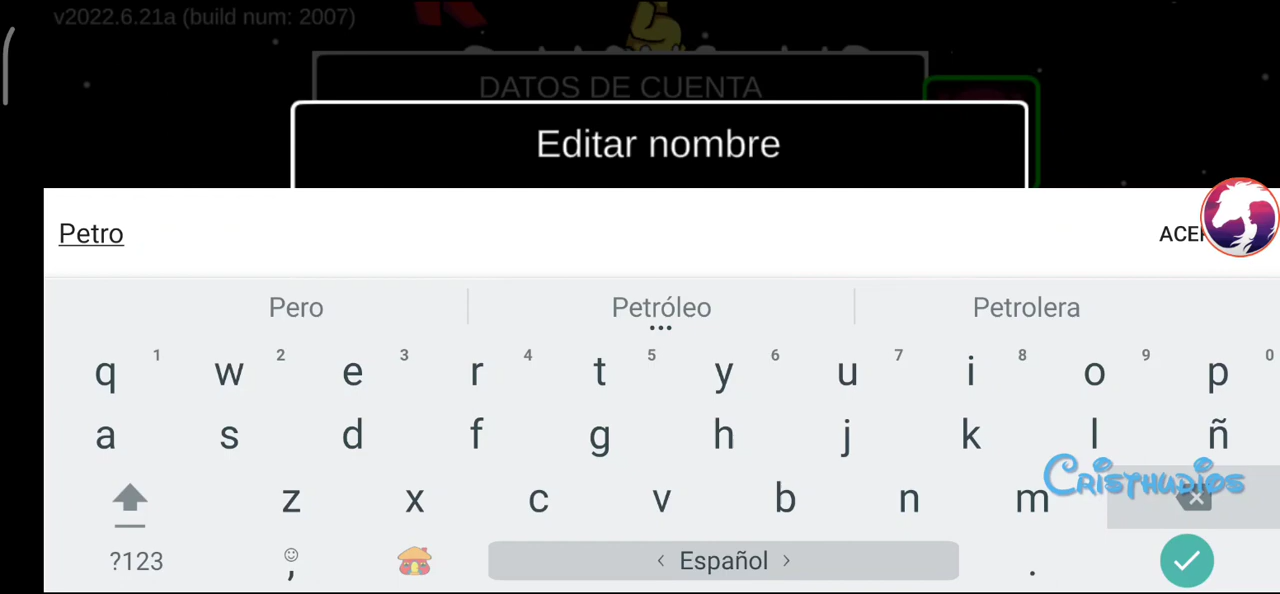 v2022.6.21a (build num: 2007)
DATOS DE CUENTA
Editar nombre
Petro
Pero Petróleo Petrolera
1 2 3 4 5 6 7 8 9 0
q w e r t y u i o p
a s d f g h j k l ñ
Cristhudios
z x c v b n m
?123 , ‹ Español › .